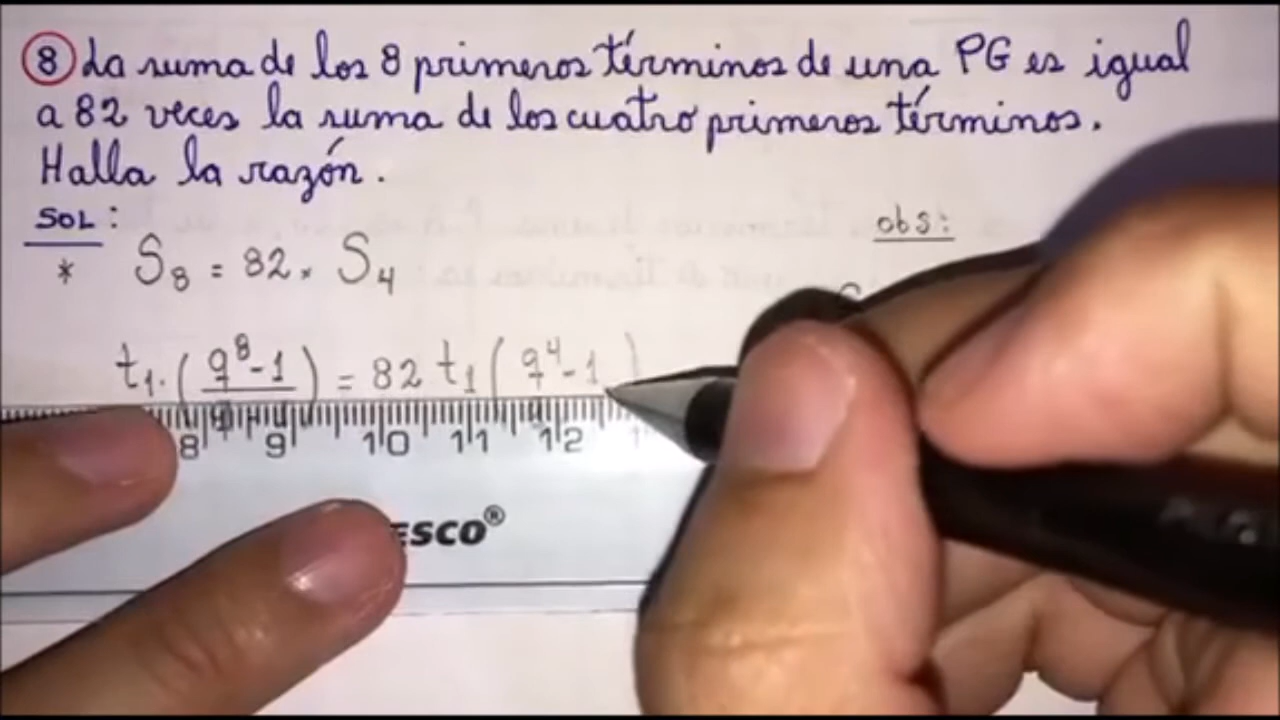 8 La suma de los 8 primeros términos de una PG es igual
a 82 veces la suma de los cuatro primeros términos.
Halla la razón.
SOL:
obs:
* S₈ = 82 . S₄
t₁.(q⁸-1) = 82 t₁(q⁴-1)
8 9 10 11 12
ESCO®